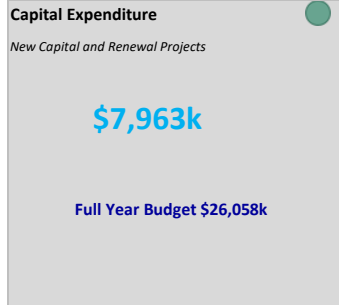 Capital Expenditure
New Capital and Renewal Projects
$7,963k
Full Year Budget $26,058k